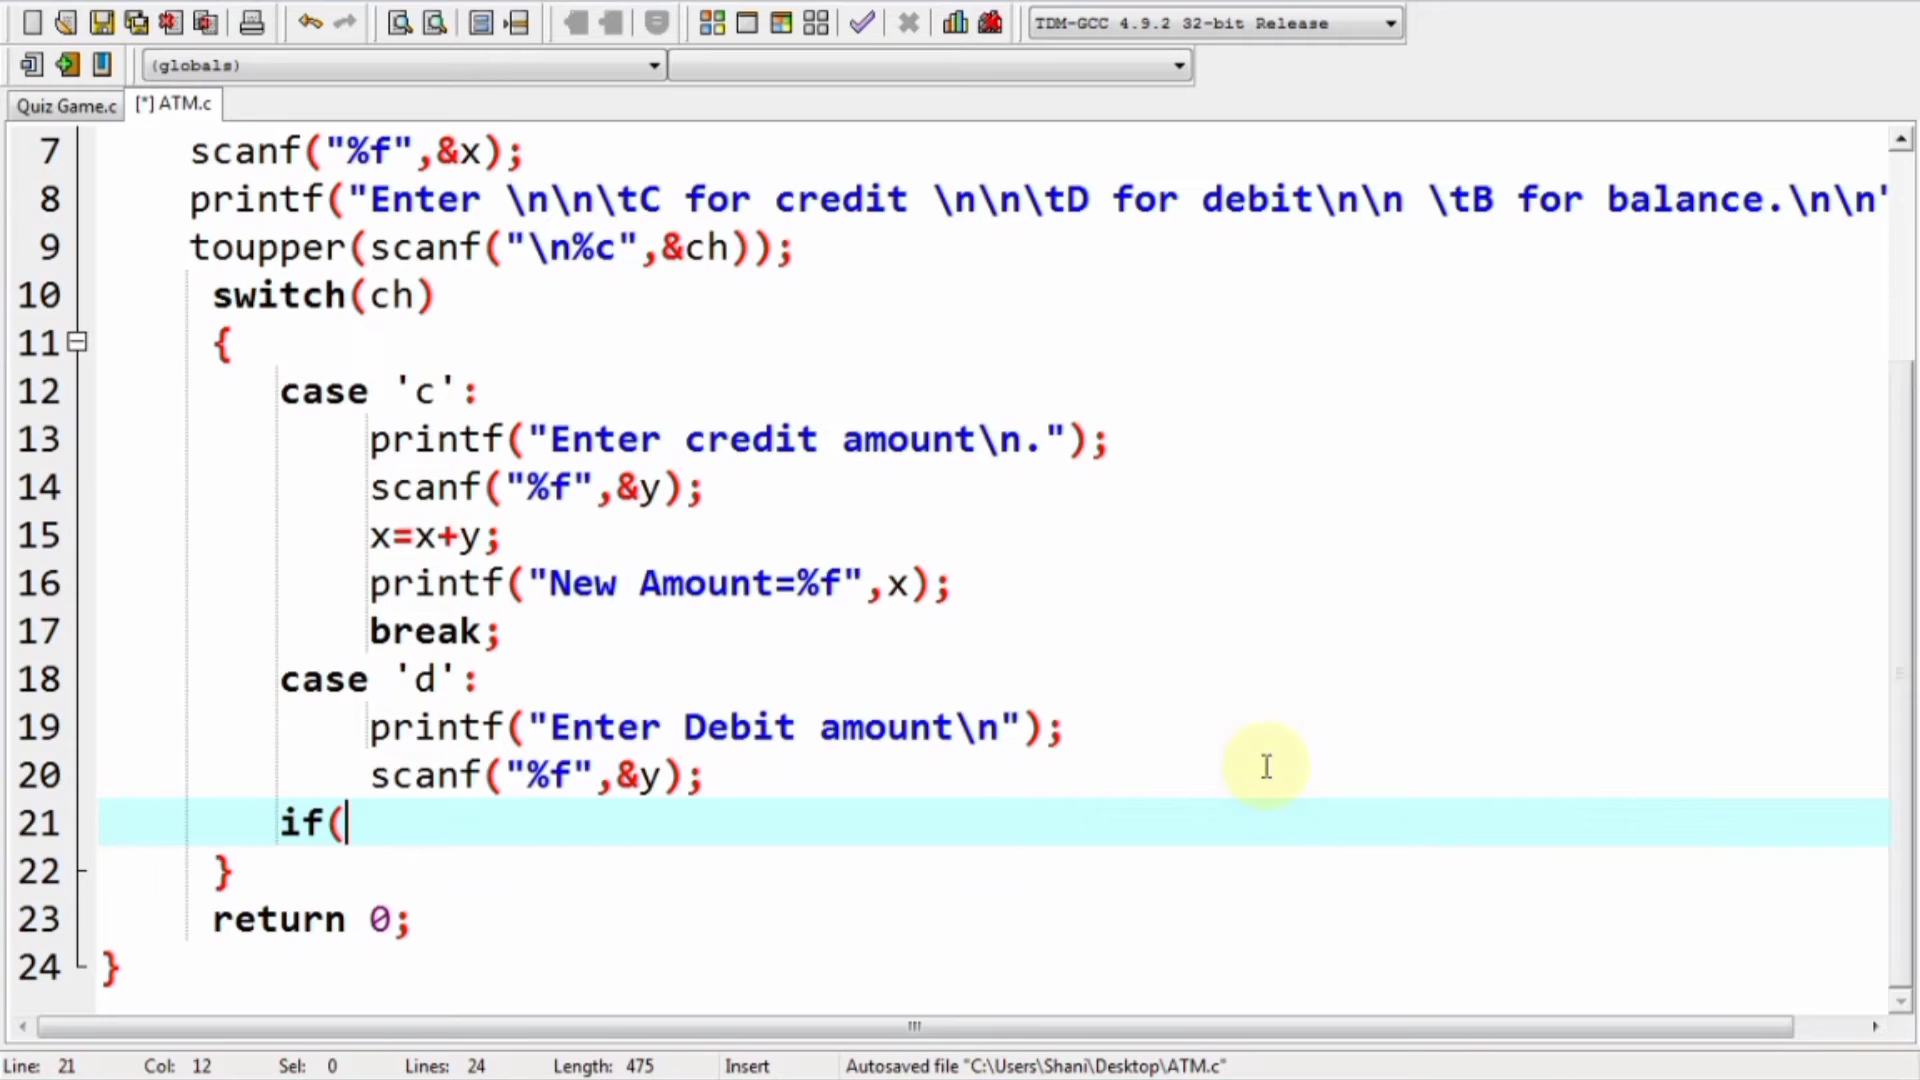 TDM-GCC 4.9.2 32-bit Release
(globals)
Quiz Game.c [*] ATM.c
7 scanf("%f",&x);
8 printf("Enter \n\n\tC for credit \n\n\tD for debit\n\n \tB for balance.\n\n"
9 toupper(scanf("\n%c",&ch));
10 switch(ch)
11 {
12 case 'c':
13 printf("Enter credit amount\n.");
14 scanf("%f",&y);
15 x=x+y;
16 printf("New Amount=%f",x);
17 break;
18 case 'd':
19 printf("Enter Debit amount\n");
20 scanf("%f",&y);
21 if(
22 }
23 return 0;
24 }
Line: 21 Col: 12 Sel: 0 Lines: 24 Length: 475 Insert Autosaved file "C:\Users\Shani\Desktop\ATM.c"